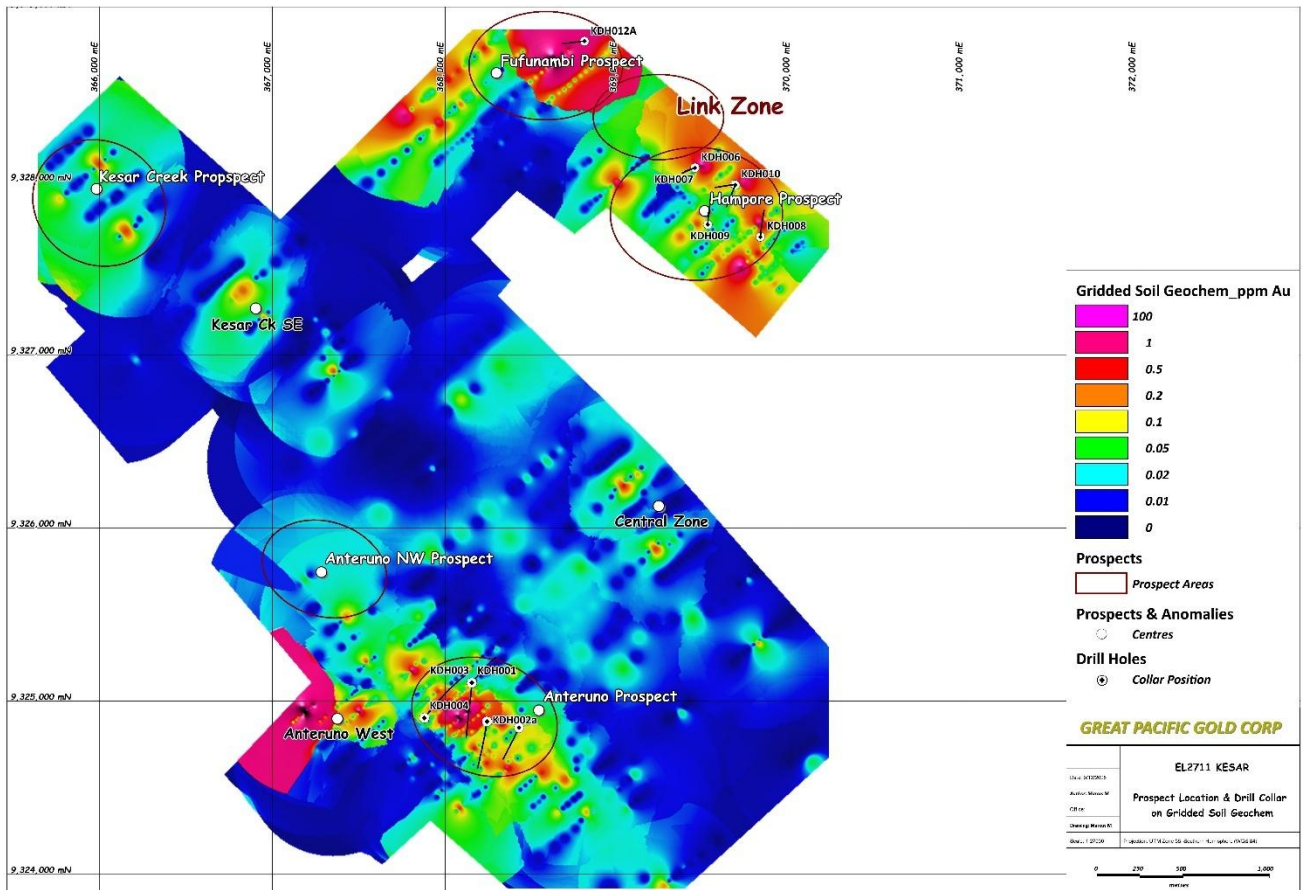 366,000 mE
367,000 mE
368,000 mE
369,000 mE
370,000 mE
371,000 mE
372,000 mE
KDH012A
Fufunambi Prospect
Link Zone
9,328,000 mN
Kesar Creek Propspect
KDH006
KDH007
KDH010
Hampore Prospect
KDH009
KDH008
Kesar Ck SE
9,327,000 mN
Central Zone
9,326,000 mN
Anteruno NW Prospect
KDH003
KDH001
9,325,000 mN
KDH004
KDH002a
Anteruno Prospect
Anteruno West
9,324,000 mN
Gridded Soil Geochem_ppm Au
100
1
0.5
0.2
0.1
0.05
0.02
0.01
0
Prospects
Prospect Areas
Prospects & Anomalies
Centres
Drill Holes
Collar Position
GREAT PACIFIC GOLD CORP
EL2711 KESAR
Prospect Location & Drill Collar
on Gridded Soil Geochem
0 250 500 1,000
metres